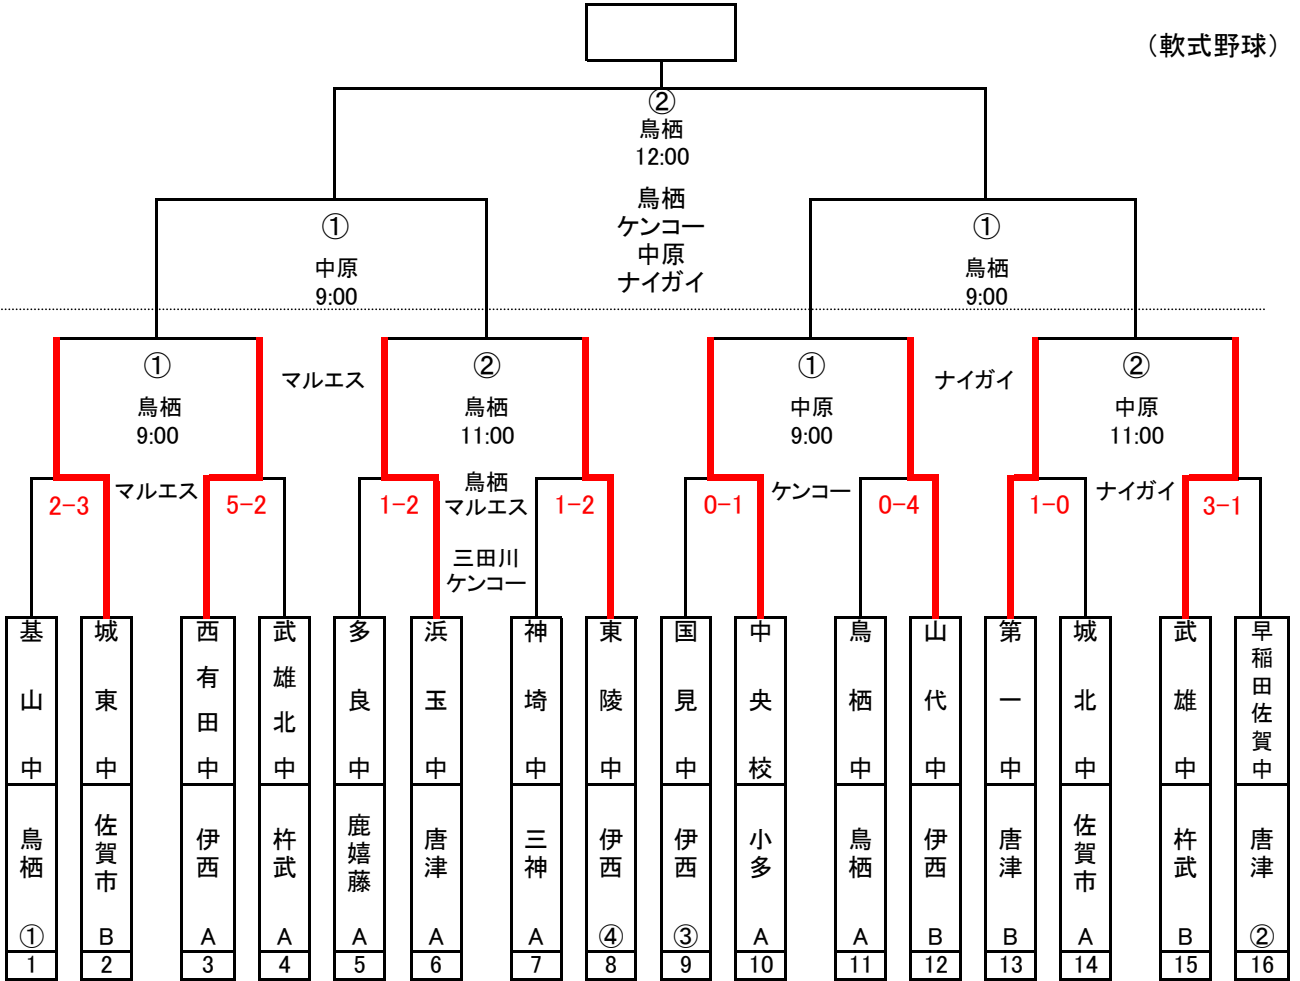 （軟式野球）
②
鳥栖
12:00
鳥栖
ケンコー
中原
ナイガイ
①
中原
9:00
①
鳥栖
9:00
①
鳥栖
9:00
マルエス
②
鳥栖
11:00
①
中原
9:00
ナイガイ
②
中原
11:00
2-3
マルエス
5-2
1-2
鳥栖
マルエス
三田川
ケンコー
1-2
0-1
ケンコー
0-4
1-0
ナイガイ
3-1
基山中
城東中
西有田中
武雄北中
多良中
浜玉中
神埼中
東陵中
国見中
中央校
鳥栖中
山代中
第一中
城北中
武雄中
早稲田佐賀中
鳥栖
佐賀市
伊西
杵武
鹿嬉藤
唐津
三神
伊西
伊西
小多
鳥栖
伊西
唐津
佐賀市
杵武
唐津
① B A A A A A ④ ③ A A B B A B ②
1 2 3 4 5 6 7 8 9 10 11 12 13 14 15 16